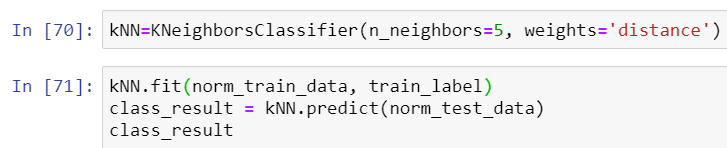 In [70]: kNN=KNeighborsClassifier(n_neighbors=5, weights='distance')
In [71]: kNN.fit(norm_train_data, train_label)
class_result = kNN.predict(norm_test_data)
class_result